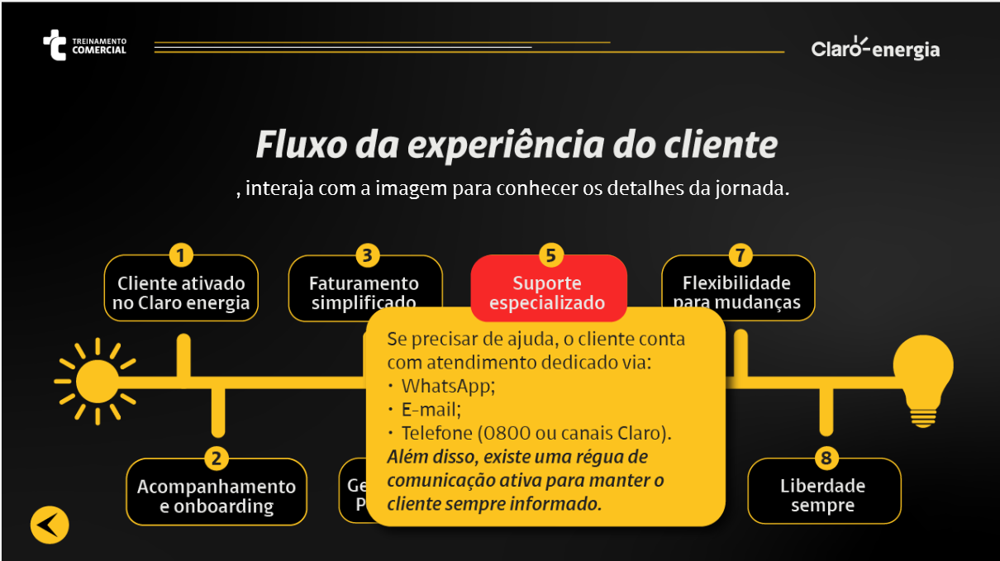 TREINAMENTO
COMERCIAL
Claro-energia
Fluxo da experiência do cliente
, interaja com a imagem para conhecer os detalhes da jornada.
1
Cliente ativado
no Claro energia
3
Faturamento
simplificado
5
Suporte
especializado
7
Flexibilidade
para mudanças
Se precisar de ajuda, o cliente conta
com atendimento dedicado via:
• WhatsApp;
• E-mail;
• Telefone (0800 ou canais Claro).
Além disso, existe uma régua de
comunicação ativa para manter o
cliente sempre informado.
2
Acompanhamento
e onboarding
8
Liberdade
sempre